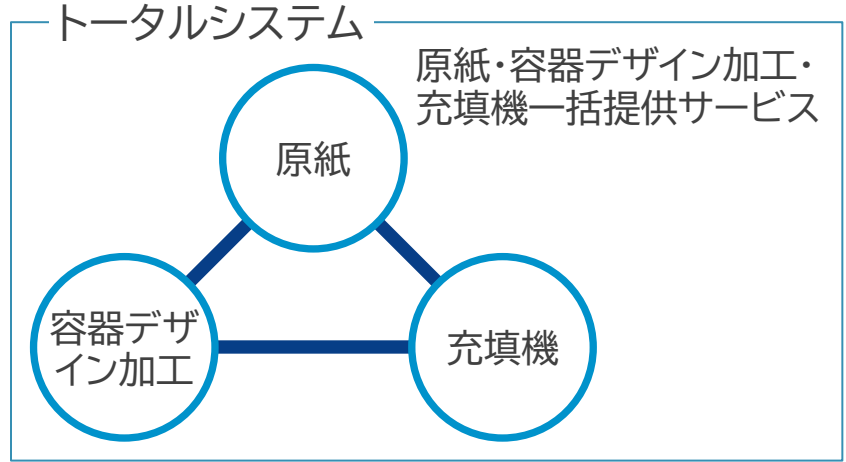 トータルシステム
原紙・容器デザイン加工・
充填機一括提供サービス
原紙
容器デザ
イン加工
充填機